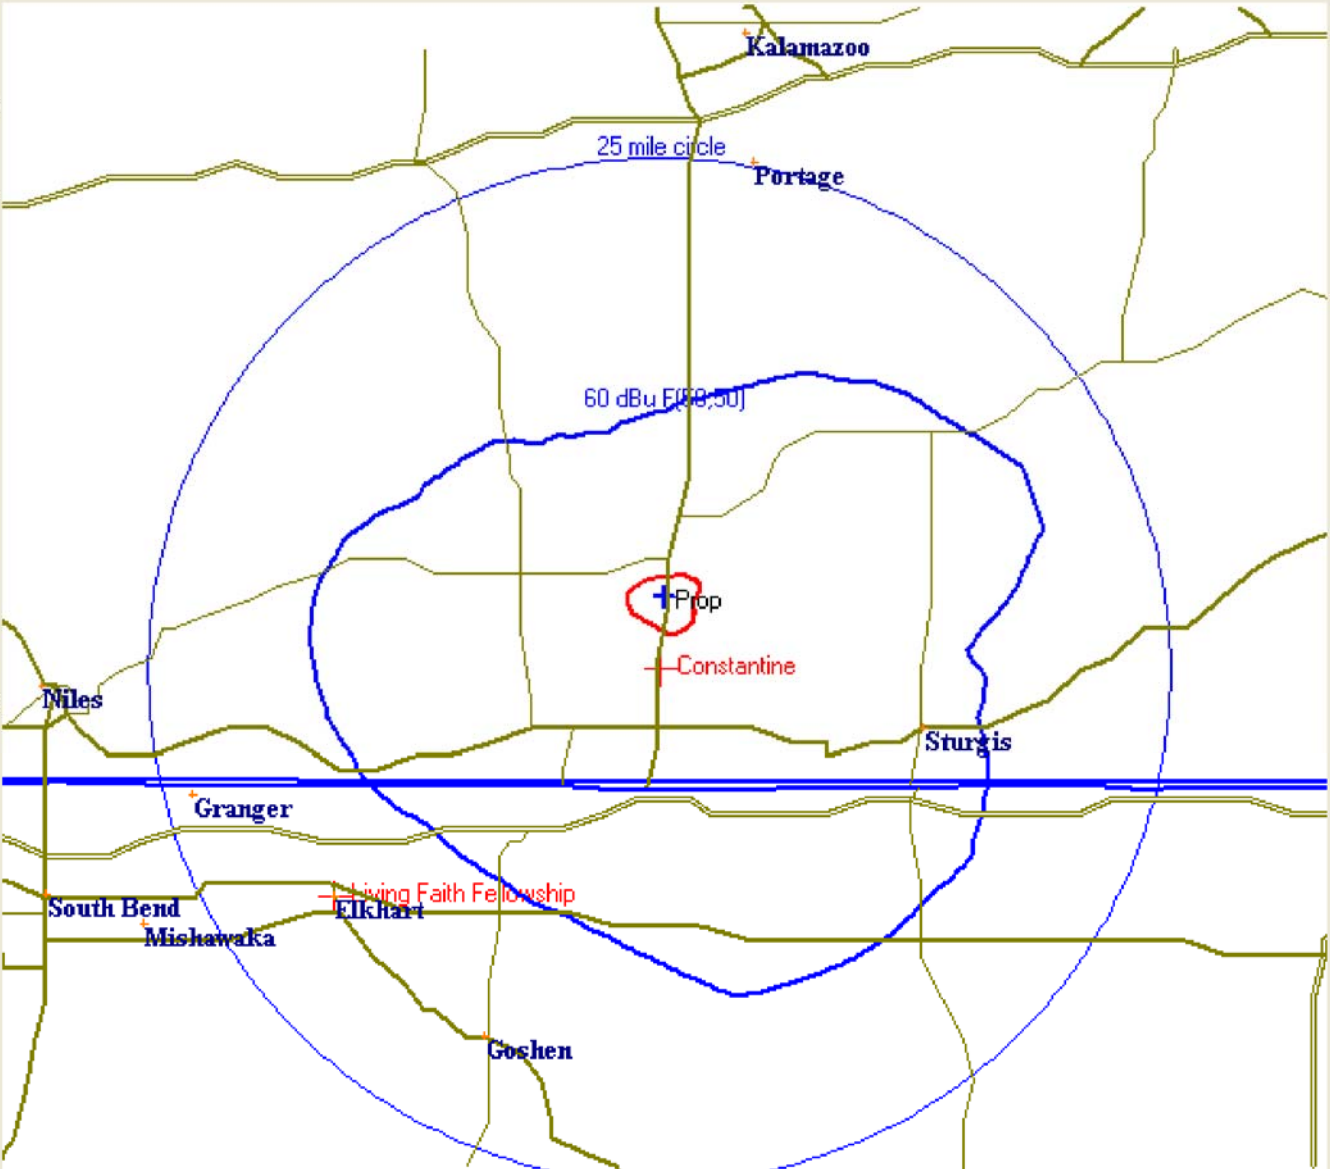 Kalamazoo
25 mile circle
Portage
60 dBu F(50,50)
Prop
Constantine
Niles
Sturgis
Granger
Living Faith Fellowship
South Bend
Elkhart
Mishawaka
Goshen